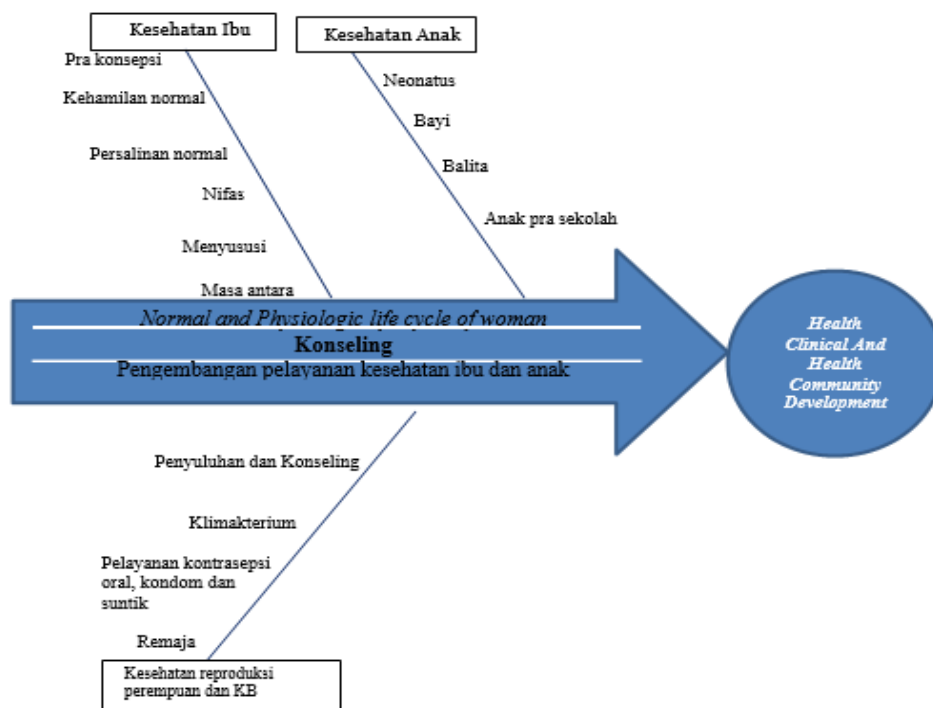 Kesehatan Ibu
Kesehatan Anak
Pra konsepsi
Kehamilan normal
Persalinan normal
Nifas
Menyususi
Masa antara
Neonatus
Bayi
Balita
Anak pra sekolah
Normal and Physiologic life cycle of woman
Konseling
Pengembangan pelayanan kesehatan ibu dan anak
Health
Clinical And
Health
Community
Development
Penyuluhan dan Konseling
Klimakterium
Pelayanan kontrasepsi
oral, kondom dan
suntik
Remaja
Kesehatan reproduksi
perempuan dan KB